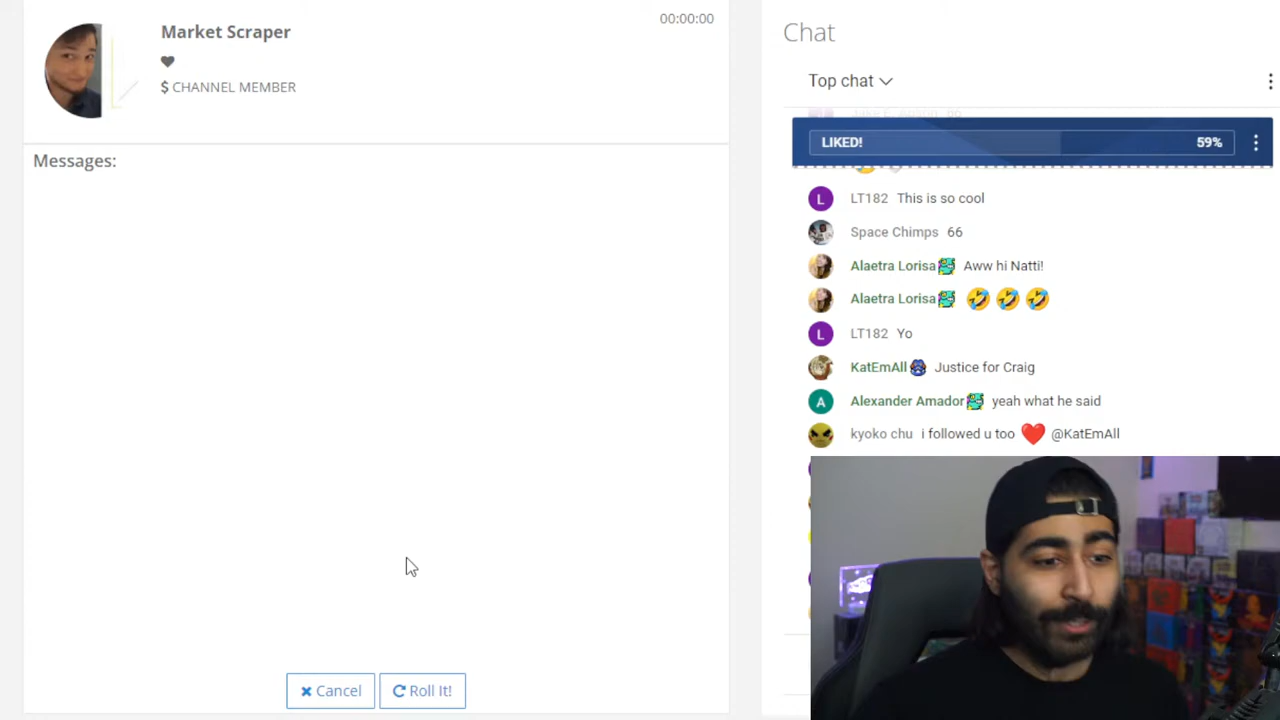 Market Scraper
00:00:00
$ CHANNEL MEMBER
Messages:
Cancel
Roll It!
Chat
Top chat
LIKED!
59%
L
LT182 This is so cool
Space Chimps 66
Alaetra Lorisa Aww hi Natti!
Alaetra Lorisa 🤣 🤣 🤣
L
LT182 Yo
KatEmAll Justice for Craig
A
Alexander Amador yeah what he said
kyoko chu i followed u too ❤️ @KatEmAll